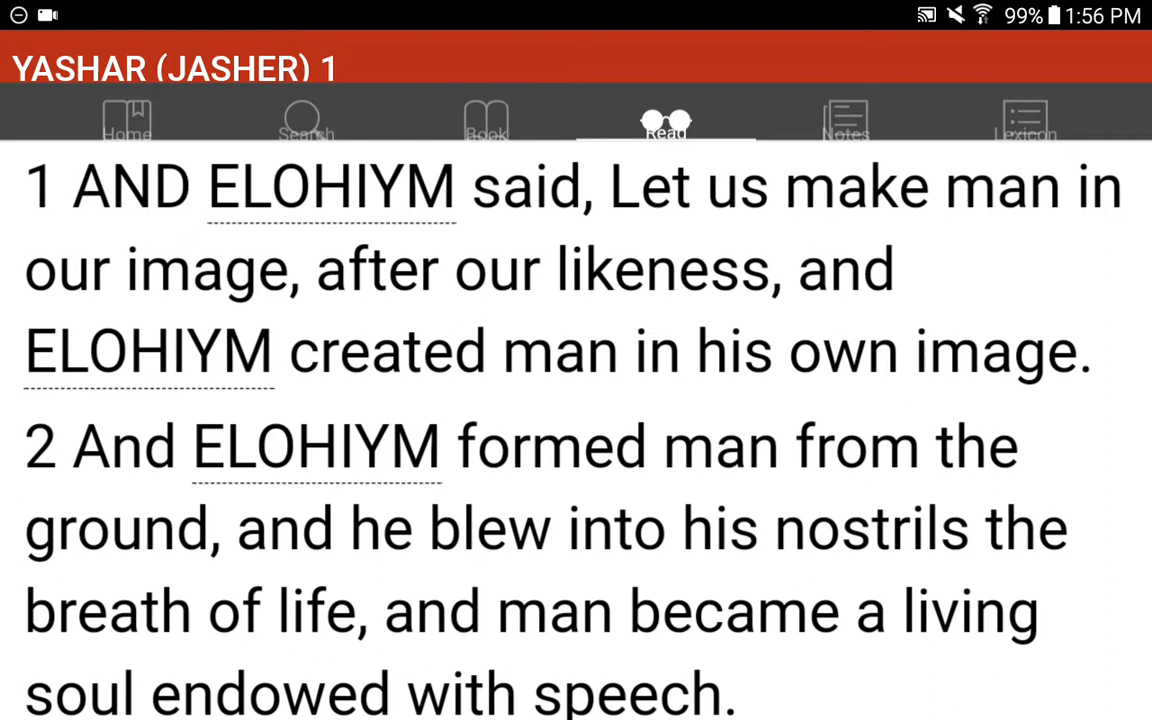 99% 1:56 PM
YASHAR (JASHER) 1
Home Search Book Read Notes Lexicon
1 AND ELOHIYM said, Let us make man in
our image, after our likeness, and
ELOHIYM created man in his own image.
2 And ELOHIYM formed man from the
ground, and he blew into his nostrils the
breath of life, and man became a living
soul endowed with speech.